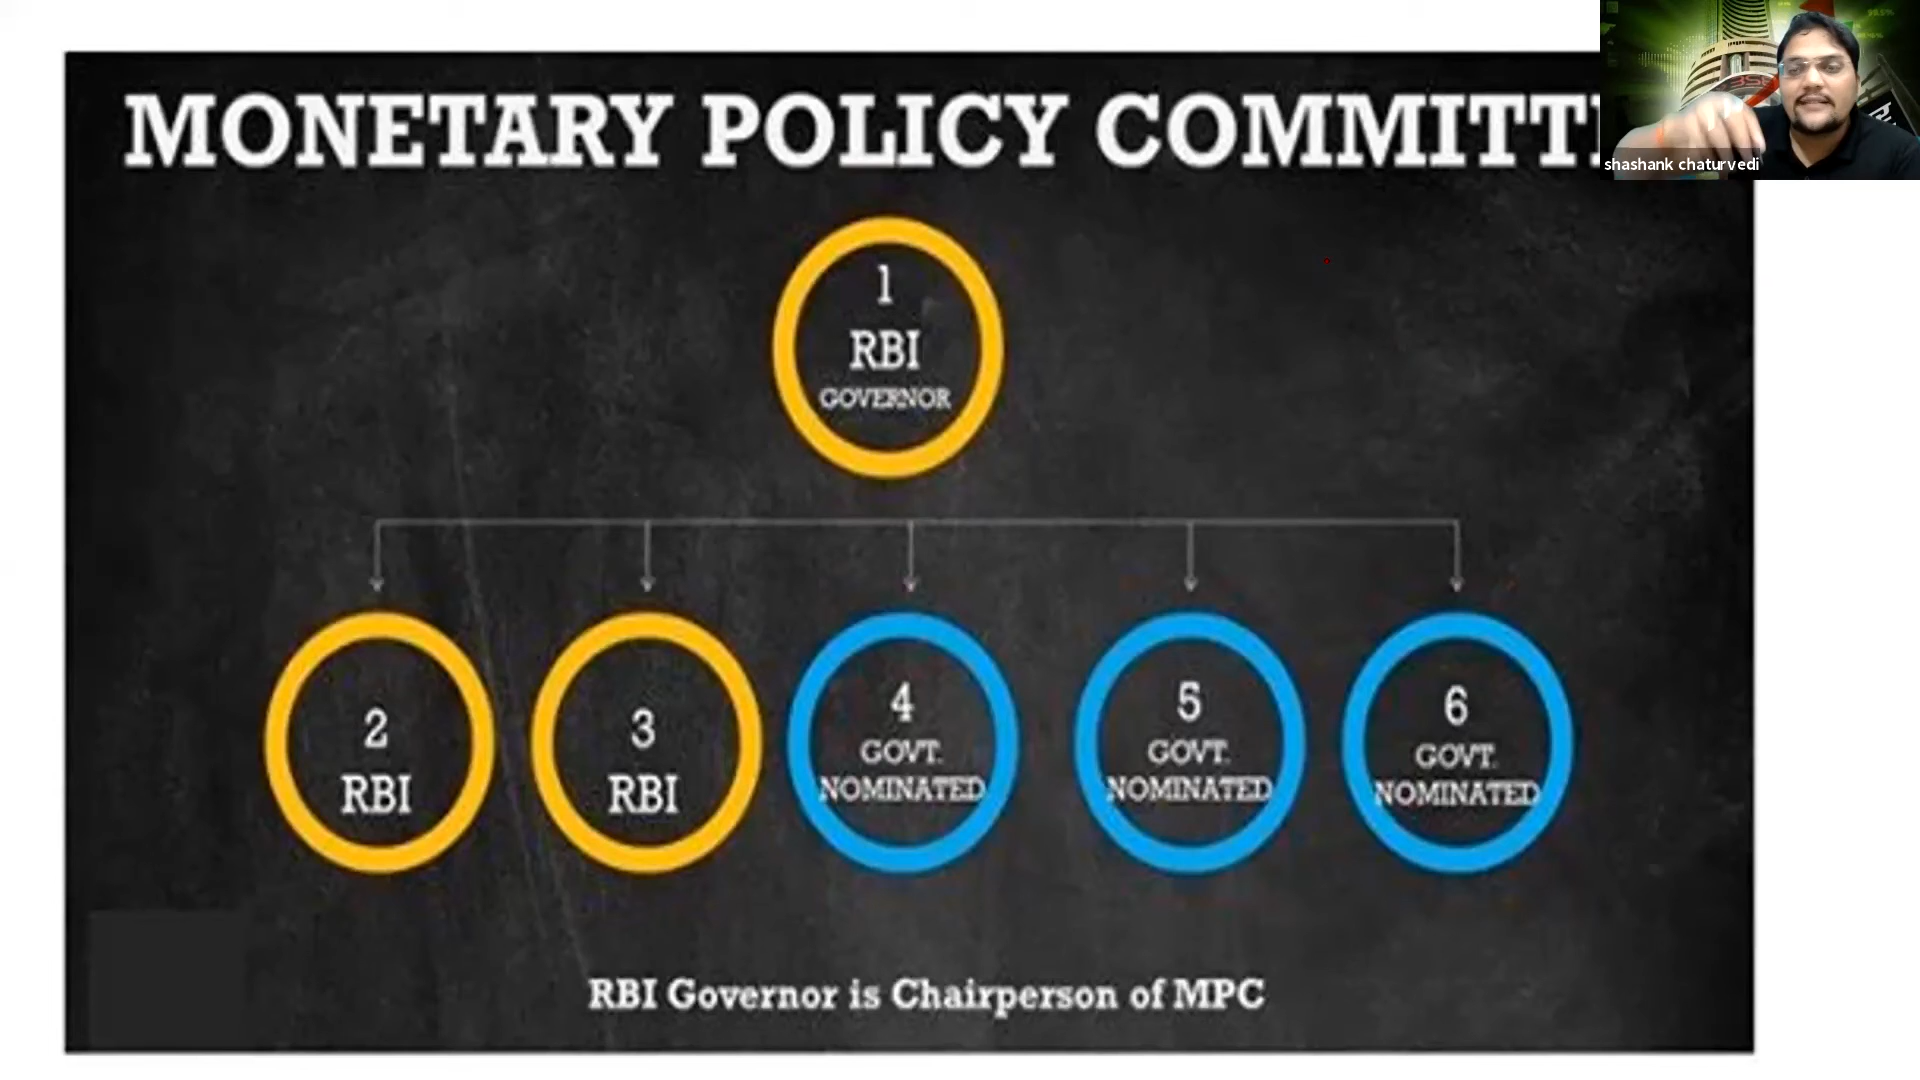 MONETARY POLICY COMMITT
shashank chaturvedi
1
RBI
GOVERNOR
2
RBI
3
RBI
4
GOVT.
NOMINATED
5
GOVT.
NOMINATED
6
GOVT.
NOMINATED
RBI Governor is Chairperson of MPC